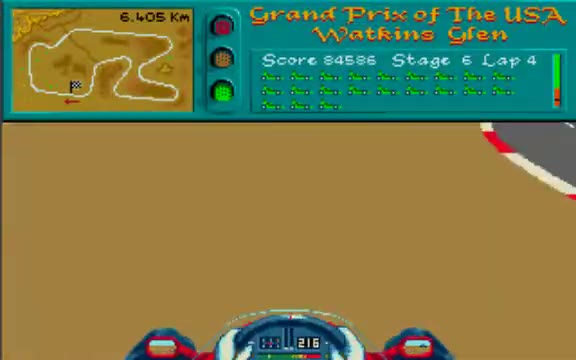 6.405 Km
Grand Prix of The USA
Watkins Glen
Score 84586 Stage 6 Lap 4
216